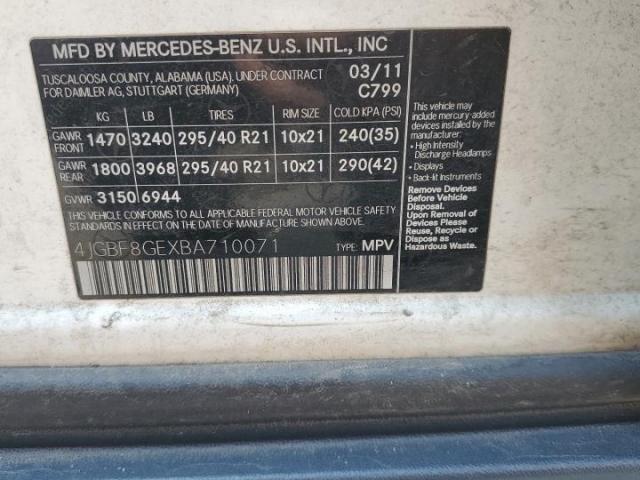 MFD BY MERCEDES-BENZ U.S. INTL., INC
TUSCALOOSA COUNTY, ALABAMA (USA). UNDER CONTRACT
FOR DAIMLER AG, STUTTGART (GERMANY)
03/11
C799
KG LB TIRES RIM SIZE COLD KPA (PSI)
GAWR FRONT 1470 3240 295/40 R21 10x21 240(35)
GAWR REAR 1800 3968 295/40 R21 10x21 290(42)
GVWR 3150 6944
THIS VEHICLE CONFORMS TO ALL APPLICABLE FEDERAL MOTOR VEHICLE SAFETY
STANDARDS IN EFFECT ON THE DATE OF MANUFACTURE SHOWN ABOVE.
4JGBF8GEXBA710071
TYPE: MPV
This vehicle may
include mercury-added
devices installed by the
manufacturer:
• High Intensity
Discharge Headlamps
• Back-lit Instruments
Remove Devices
Before Vehicle
Disposal.
Upon Removal of
Devices Please
Reuse, Recycle or
Dispose as
Hazardous Waste.